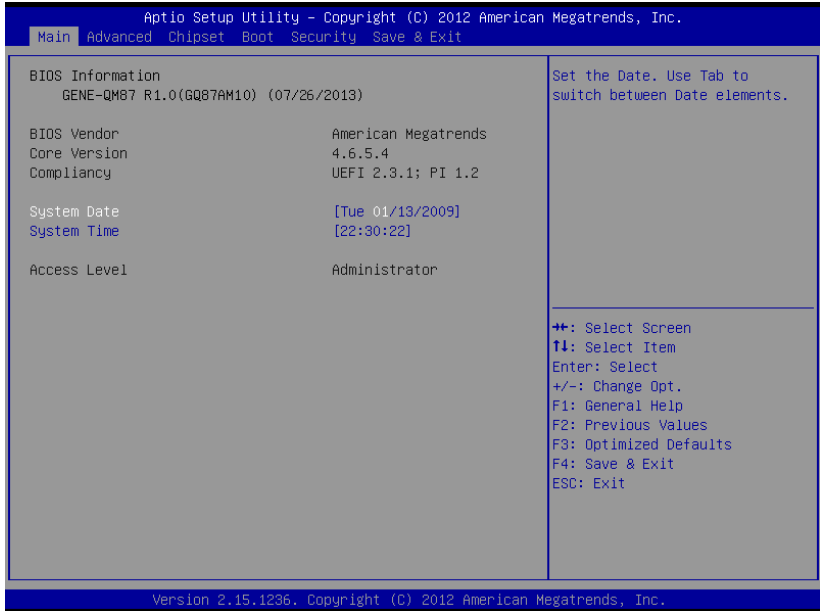 Aptio Setup Utility – Copyright (C) 2012 American Megatrends, Inc.
Main Advanced Chipset Boot Security Save & Exit
BIOS Information
GENE-QM87 R1.0(GQ87AM10) (07/26/2013)
BIOS Vendor American Megatrends
Core Version 4.6.5.4
Compliancy UEFI 2.3.1; PI 1.2
System Date [Tue 01/13/2009]
System Time [22:30:22]
Access Level Administrator
Set the Date. Use Tab to
switch between Date elements.
→←: Select Screen
↑↓: Select Item
Enter: Select
+/-: Change Opt.
F1: General Help
F2: Previous Values
F3: Optimized Defaults
F4: Save & Exit
ESC: Exit
Version 2.15.1236. Copyright (C) 2012 American Megatrends, Inc.